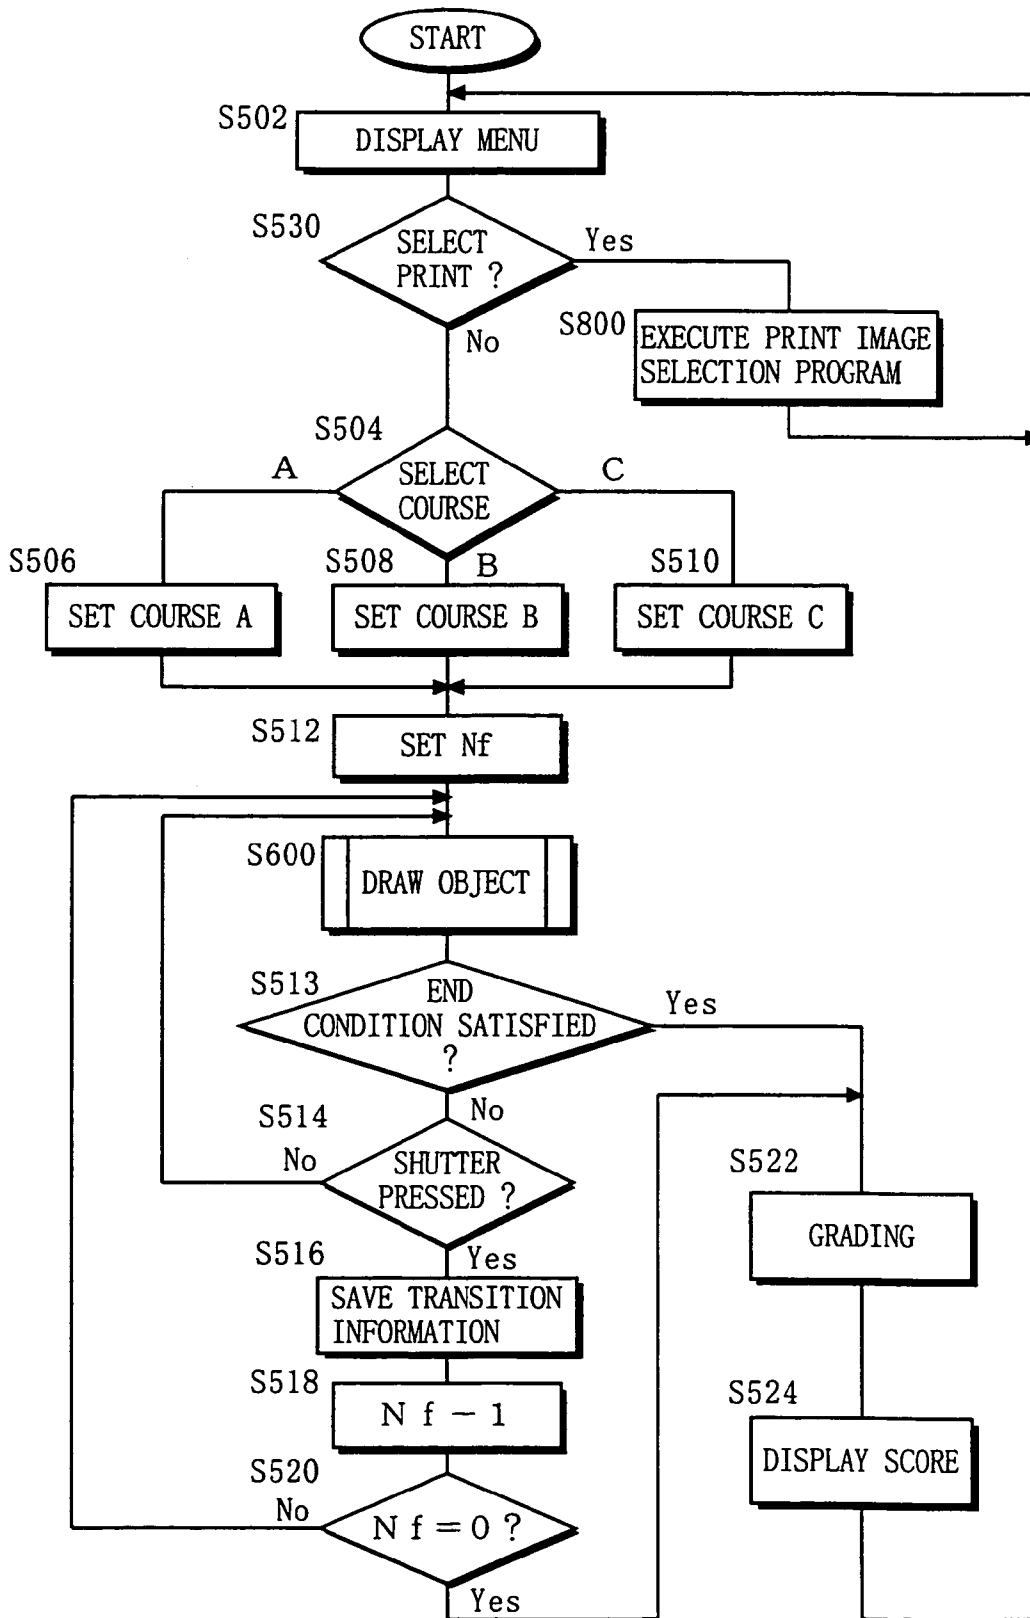 START
S502
DISPLAY MENU
S530
SELECT
PRINT ?
Yes
No
S800
EXECUTE PRINT IMAGE
SELECTION PROGRAM
S504
SELECT
COURSE
A
C
B
S506
SET COURSE A
S508
SET COURSE B
S510
SET COURSE C
S512
SET Nf
S600
DRAW OBJECT
S513
END
CONDITION SATISFIED
?
Yes
No
S514
No
SHUTTER
PRESSED ?
Yes
S516
SAVE TRANSITION
INFORMATION
S518
N f - 1
S520
No
N f = 0 ?
Yes
S522
GRADING
S524
DISPLAY SCORE